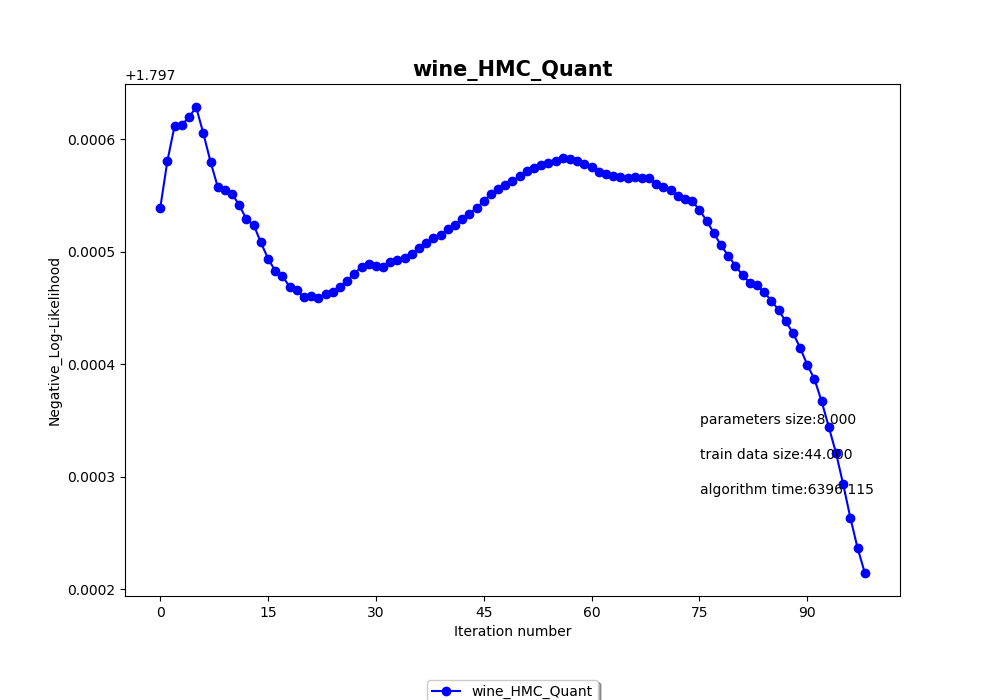 wine_HMC_Quant
+1.797
0.0006
0.0005
0.0004
0.0003
0.0002
Negative_Log-Likelihood
parameters size:8.000
train data size:44.000
algorithm time:6396.115
0 15 30 45 60 75 90
Iteration number
wine_HMC_Quant